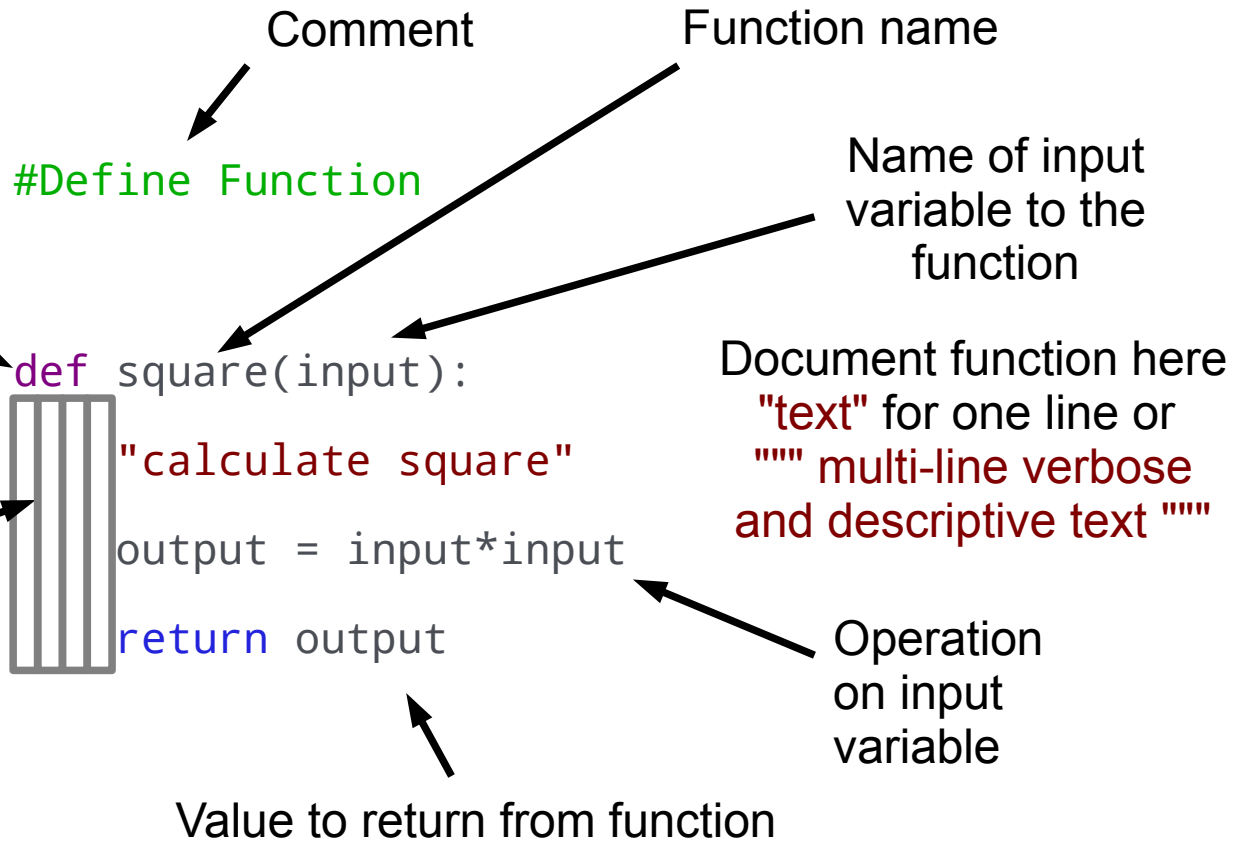 Comment
Function name
#Define Function
Name of input
variable to the
function
def square(input):
"calculate square"
output = input*input
return output
Document function here
"text" for one line or
""" multi-line verbose
and descriptive text """
Operation
on input
variable
Value to return from function